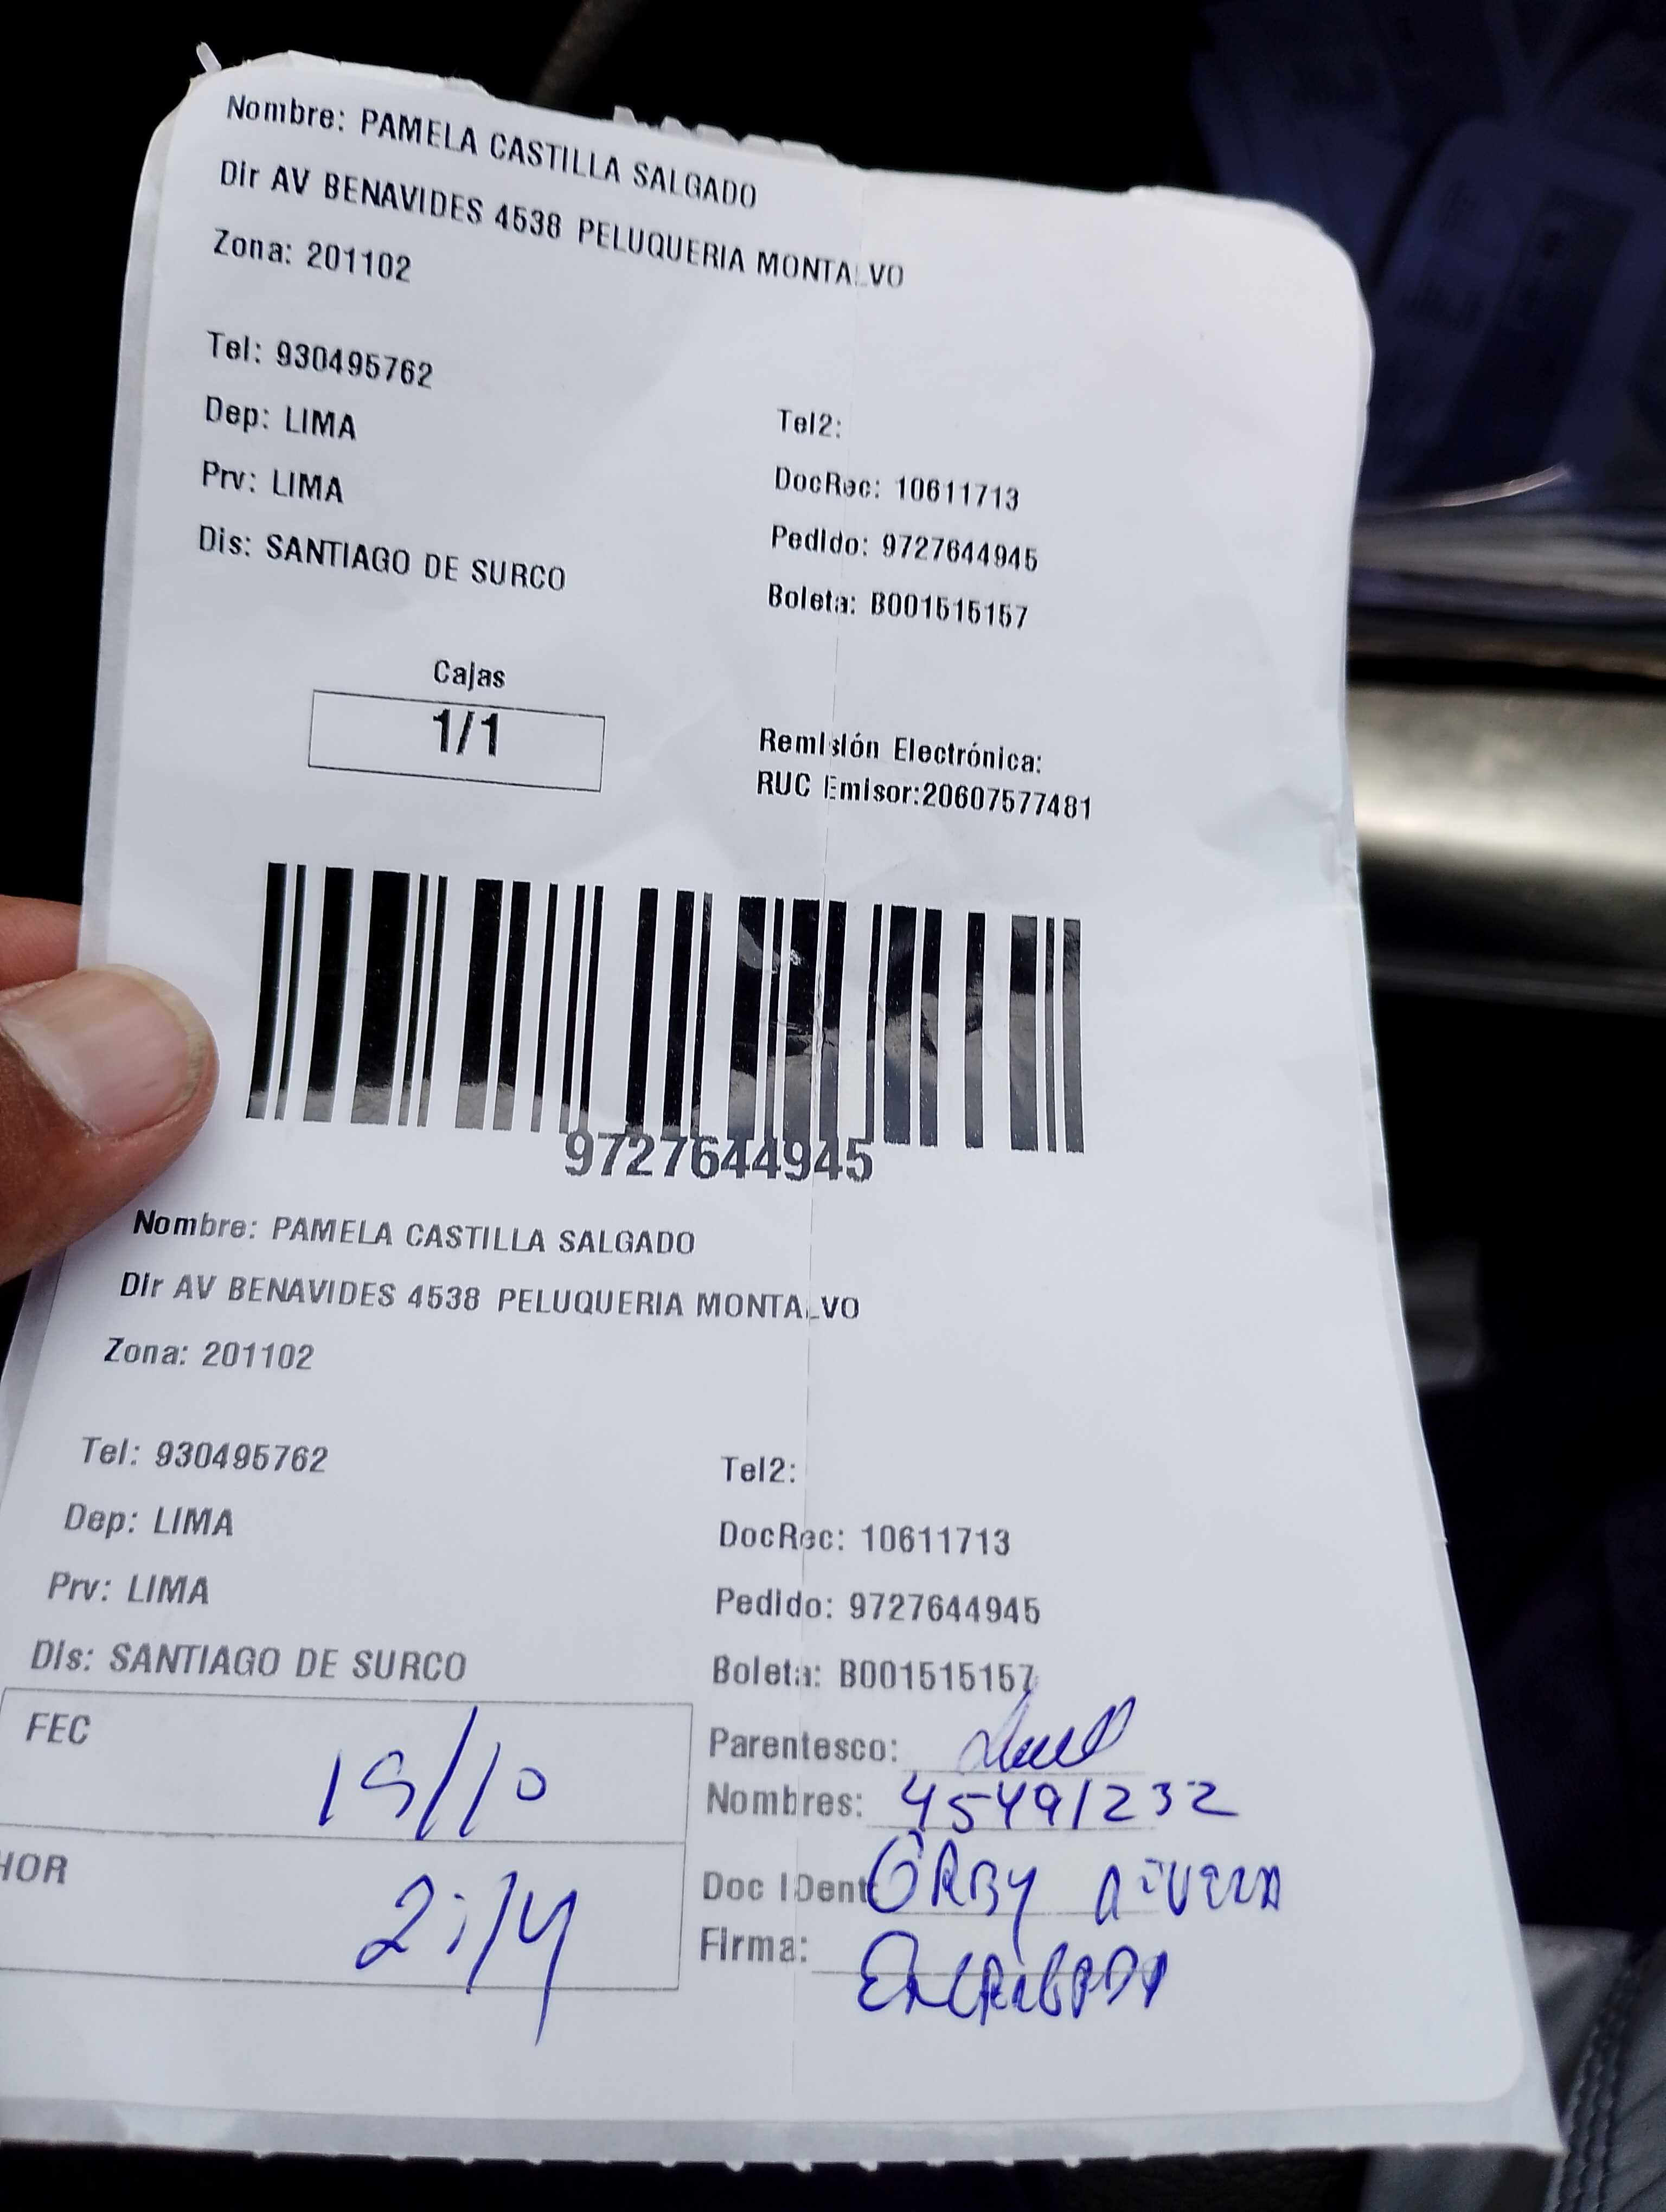 Nombre: PAMELA CASTILLA SALGADO
Dir AV BENAVIDES 4538 PELUQUERIA MONTALVO
Zona: 201102
Tel: 930495762
Dep: LIMA
Prv: LIMA
Dis: SANTIAGO DE SURCO
Tel2:
DocRec: 10611713
Pedido: 9727644945
Boleta: B001515157
Cajas
1/1
Remisión Electrónica:
RUC Emisor:20607577481
9727644945
Nombre: PAMELA CASTILLA SALGADO
Dir AV BENAVIDES 4538 PELUQUERIA MONTALVO
Zona: 201102
Tel: 930495762
Dep: LIMA
Prv: LIMA
Dis: SANTIAGO DE SURCO
Tel2:
DocRec: 10611713
Pedido: 9727644945
Boleta: B001515157
FEC 19/10
HOR 2:14
Parentesco:
Nombres: 45491232
Doc IDent ORBY
Firma: